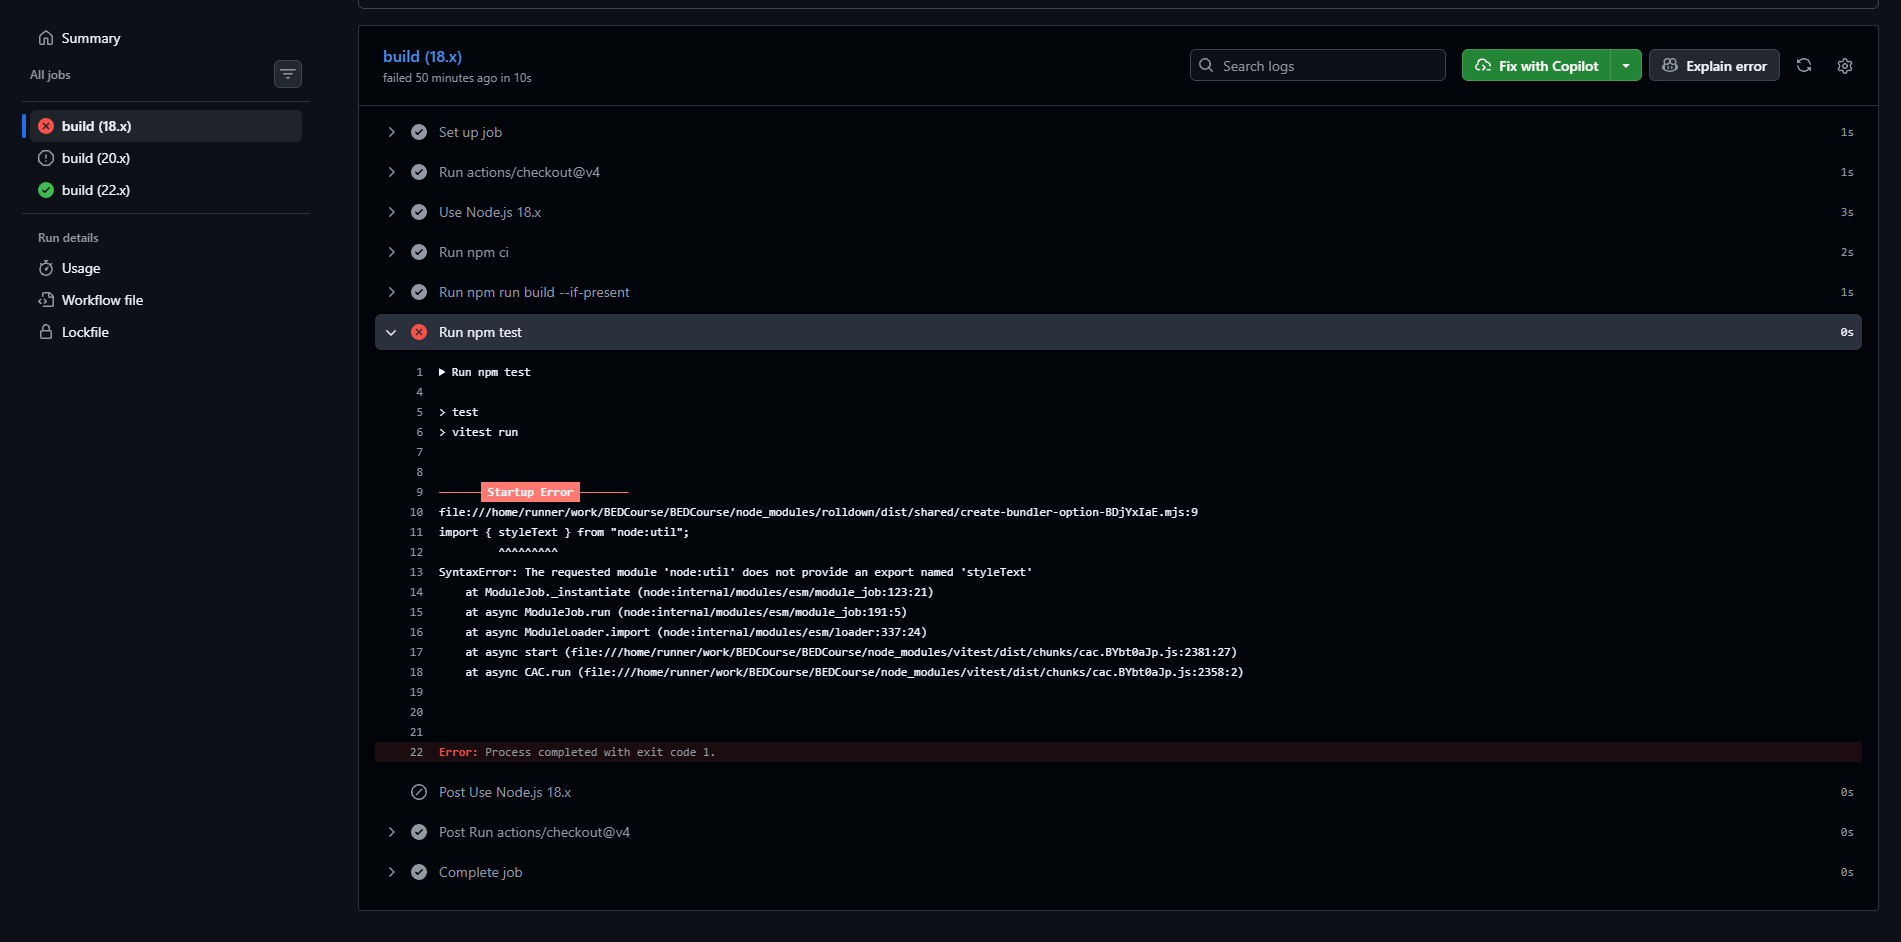 Summary
All jobs
build (18.x)
build (20.x)
build (22.x)
Run details
Usage
Workflow file
Lockfile
build (18.x)
failed 50 minutes ago in 10s
Search logs
Fix with Copilot
Explain error
Set up job 1s
Run actions/checkout@v4 1s
Use Node.js 18.x 3s
Run npm ci 2s
Run npm run build --if-present 1s
Run npm test 0s
1 ▶ Run npm test
4
5 > test
6 > vitest run
7
8
9 Startup Error
10 file:///home/runner/work/BEDCourse/BEDCourse/node_modules/rolldown/dist/shared/create-bundler-option-BDjYxIaE.mjs:9
11 import { styleText } from "node:util";
12 ^^^^^^^^^
13 SyntaxError: The requested module 'node:util' does not provide an export named 'styleText'
14 at ModuleJob._instantiate (node:internal/modules/esm/module_job:123:21)
15 at async ModuleJob.run (node:internal/modules/esm/module_job:191:5)
16 at async ModuleLoader.import (node:internal/modules/esm/loader:337:24)
17 at async start (file:///home/runner/work/BEDCourse/BEDCourse/node_modules/vitest/dist/chunks/cac.BYbt0aJp.js:2381:27)
18 at async CAC.run (file:///home/runner/work/BEDCourse/BEDCourse/node_modules/vitest/dist/chunks/cac.BYbt0aJp.js:2358:2)
19
20
21
22 Error: Process completed with exit code 1.
Post Use Node.js 18.x 0s
Post Run actions/checkout@v4 0s
Complete job 0s